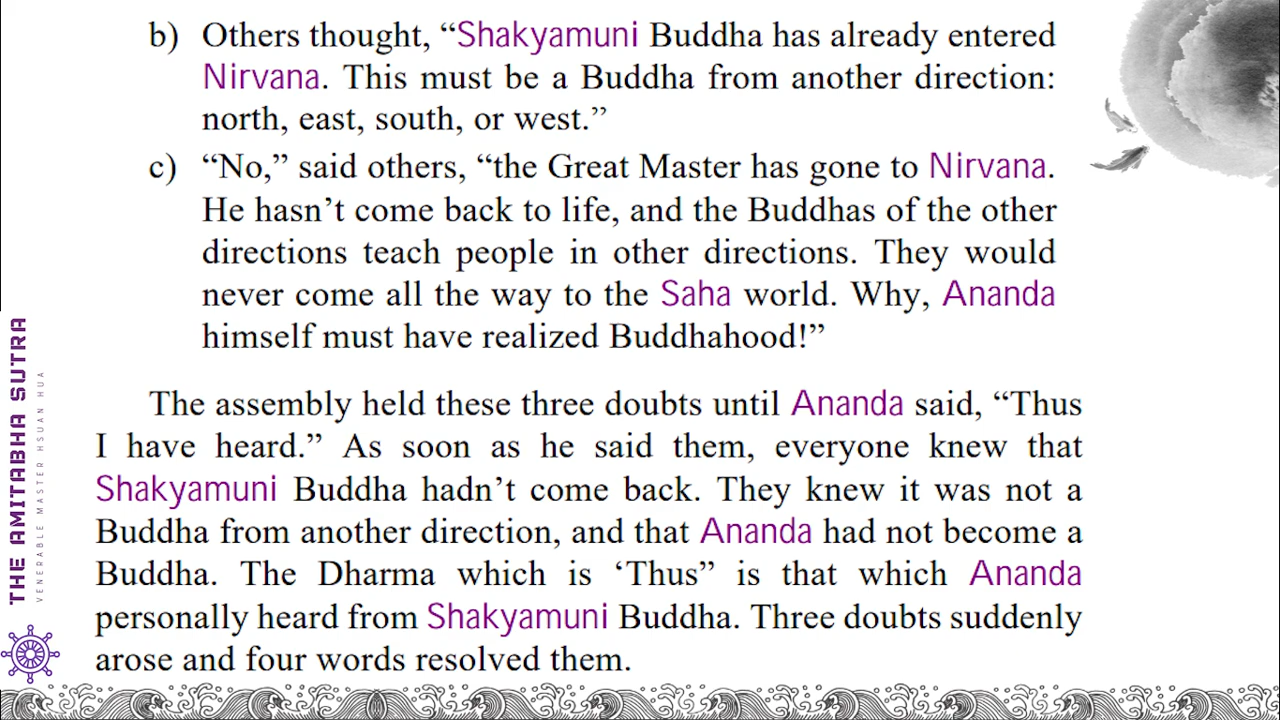 b) Others thought, “Shakyamuni Buddha has already entered
Nirvana. This must be a Buddha from another direction:
north, east, south, or west.”
c) “No,” said others, “the Great Master has gone to Nirvana.
He hasn’t come back to life, and the Buddhas of the other
directions teach people in other directions. They would
never come all the way to the Saha world. Why, Ananda
himself must have realized Buddhahood!”
The assembly held these three doubts until Ananda said, “Thus
I have heard.” As soon as he said them, everyone knew that
Shakyamuni Buddha hadn’t come back. They knew it was not a
Buddha from another direction, and that Ananda had not become a
Buddha. The Dharma which is ‘Thus” is that which Ananda
personally heard from Shakyamuni Buddha. Three doubts suddenly
arose and four words resolved them.
THE AMITABHA SUTRA
VENERABLE MASTER HSUAN HUA